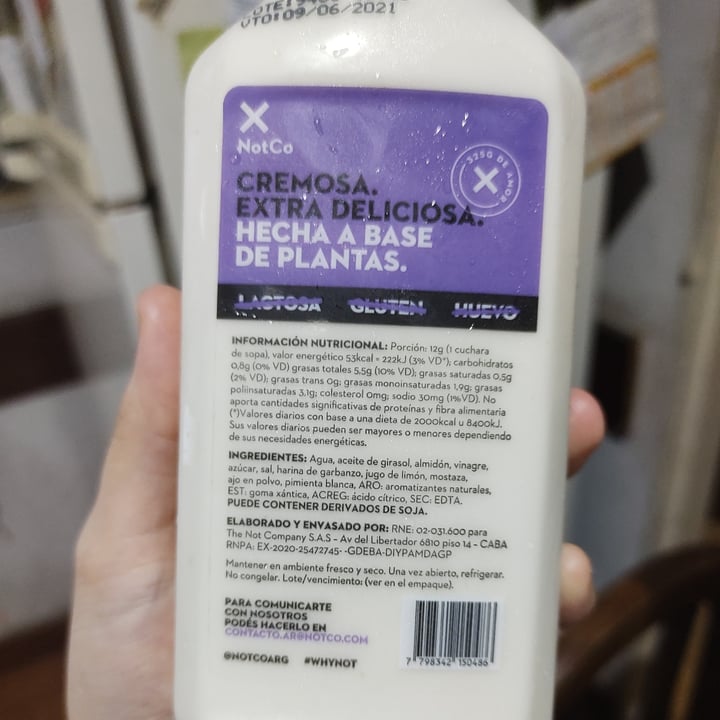 VTO:09/06/2021
NotCo
325G DE AMOR
CREMOSA.
EXTRA DELICIOSA.
HECHA A BASE
DE PLANTAS.
LACTOSA GLUTEN HUEVO
INFORMACIÓN NUTRICIONAL: Porción: 12g (1 cuchara
de sopa), valor energético 53kcal = 222kJ (3% VD*); carbohidratos
0,8g (0% VD) grasas totales 5.5g (10% VD); grasas saturadas 0.5g
(2% VD); grasas trans 0g; grasas monoinsaturadas 1,9g; grasas
poliinsaturadas 3.1g; colesterol 0mg; sodio 30mg (1%VD). No
aporta cantidades significativas de proteínas y fibra alimentaria
(*)Valores diarios con base a una dieta de 2000kcal u 8400kJ.
Sus valores diarios pueden ser mayores o menores dependiendo
de sus necesidades energéticas.
INGREDIENTES: Agua, aceite de girasol, almidón, vinagre,
azúcar, sal, harina de garbanzo, jugo de limón, mostaza,
ajo en polvo, pimienta blanca, ARO: aromatizantes naturales,
EST: goma xántica, ACREG: ácido cítrico, SEC: EDTA.
PUEDE CONTENER DERIVADOS DE SOJA.
ELABORADO Y ENVASADO POR: RNE: 02-031.600 para
The Not Company S.A.S - Av del Libertador 6810 piso 14 - CABA
RNPA: EX-2020-25472745- -GDEBA-DIYPAMDAGP
Mantener en ambiente fresco y seco. Una vez abierto, refrigerar.
No congelar. Lote/vencimiento: (ver en el empaque).
PARA COMUNICARTE
CON NOSOTROS
PODÉS HACERLO EN
CONTACTO.AR@NOTCO.COM
@NOTCOARG #WHYNOT
7 798342 150486